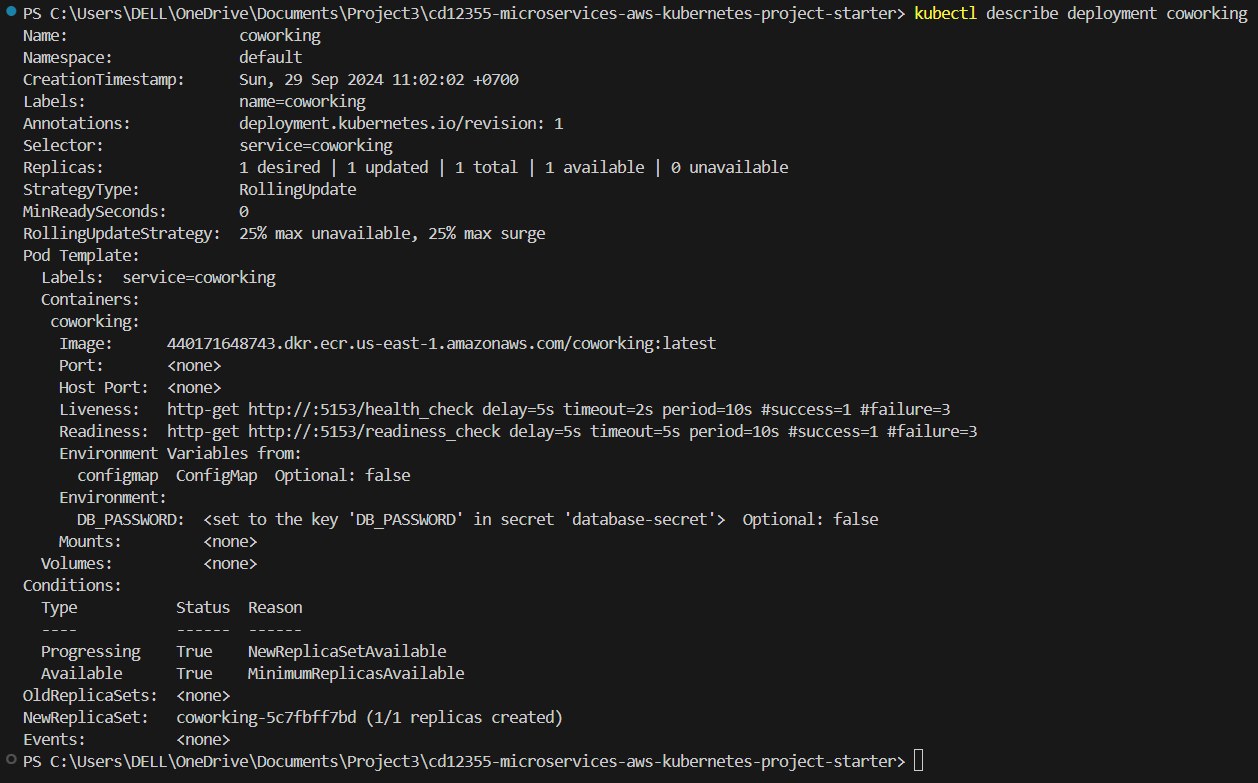 PS C:\Users\DELL\OneDrive\Documents\Project3\cd12355-microservices-aws-kubernetes-project-starter> kubectl describe deployment coworking
Name:                   coworking
Namespace:              default
CreationTimestamp:      Sun, 29 Sep 2024 11:02:02 +0700
Labels:                 name=coworking
Annotations:            deployment.kubernetes.io/revision: 1
Selector:               service=coworking
Replicas:               1 desired | 1 updated | 1 total | 1 available | 0 unavailable
StrategyType:           RollingUpdate
MinReadySeconds:        0
RollingUpdateStrategy:  25% max unavailable, 25% max surge
Pod Template:
  Labels:  service=coworking
  Containers:
   coworking:
    Image:      440171648743.dkr.ecr.us-east-1.amazonaws.com/coworking:latest
    Port:       <none>
    Host Port:  <none>
    Liveness:   http-get http://:5153/health_check delay=5s timeout=2s period=10s #success=1 #failure=3
    Readiness:  http-get http://:5153/readiness_check delay=5s timeout=5s period=10s #success=1 #failure=3
    Environment Variables from:
      configmap  ConfigMap  Optional: false
    Environment:
      DB_PASSWORD:  <set to the key 'DB_PASSWORD' in secret 'database-secret'>  Optional: false
    Mounts:         <none>
  Volumes:          <none>
Conditions:
  Type           Status  Reason
  ----           ------  ------
  Progressing    True    NewReplicaSetAvailable
  Available      True    MinimumReplicasAvailable
OldReplicaSets:  <none>
NewReplicaSet:   coworking-5c7fbff7bd (1/1 replicas created)
Events:          <none>
PS C:\Users\DELL\OneDrive\Documents\Project3\cd12355-microservices-aws-kubernetes-project-starter>